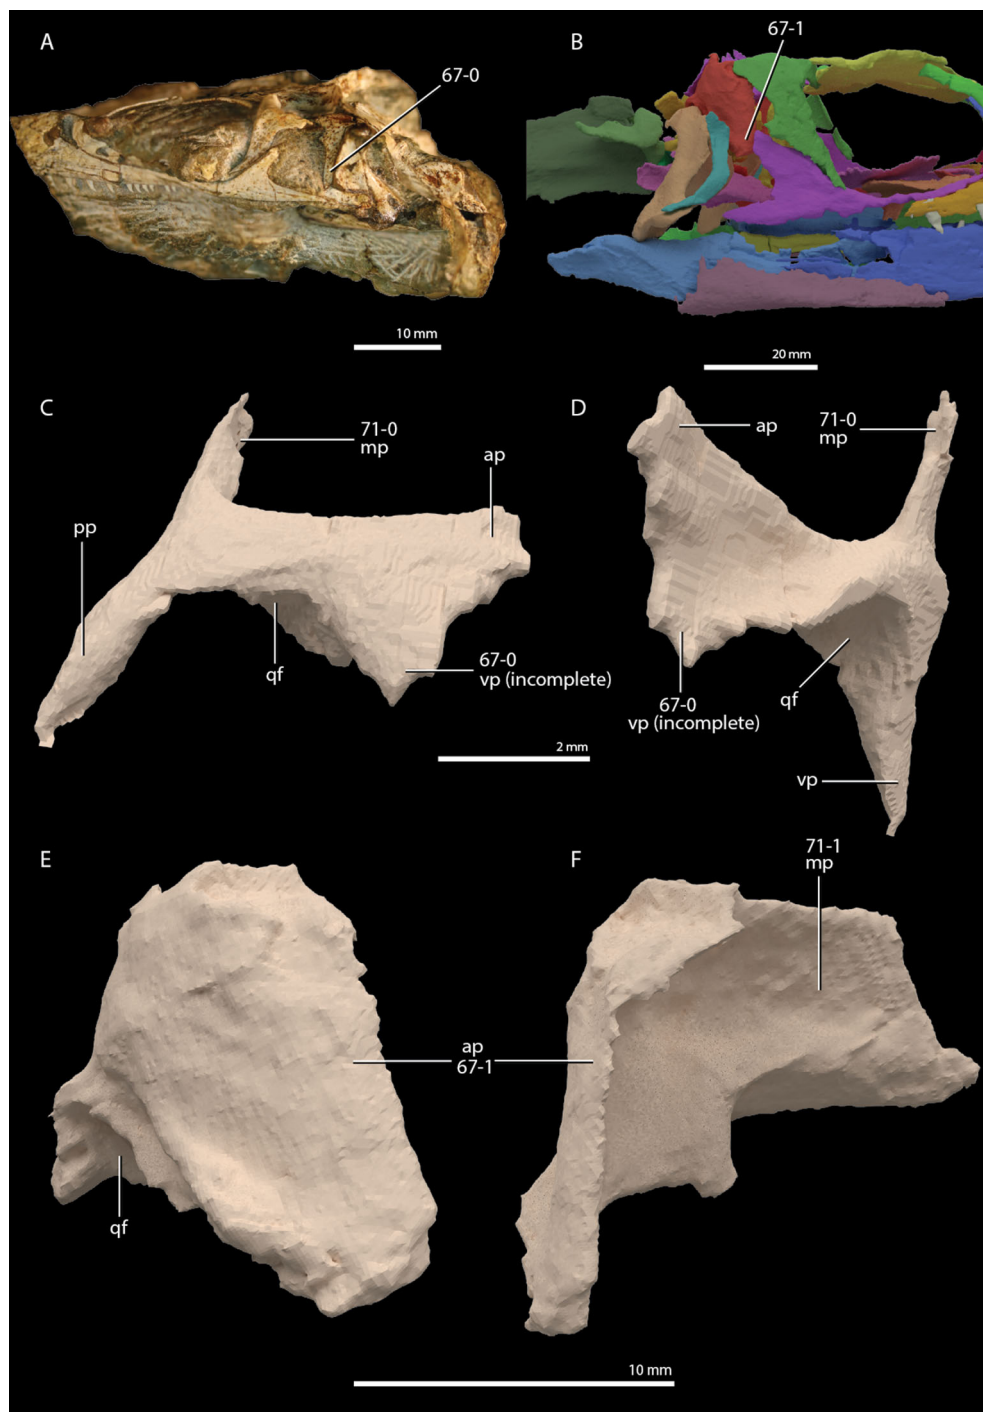 A
67-0
10 mm
B
67-1
20 mm
C
71-0
mp
ap
pp
qf
67-0
vp (incomplete)
2 mm
D
ap
71-0
mp
67-0
vp (incomplete)
qf
vp
E
ap
67-1
qf
F
71-1
mp
10 mm